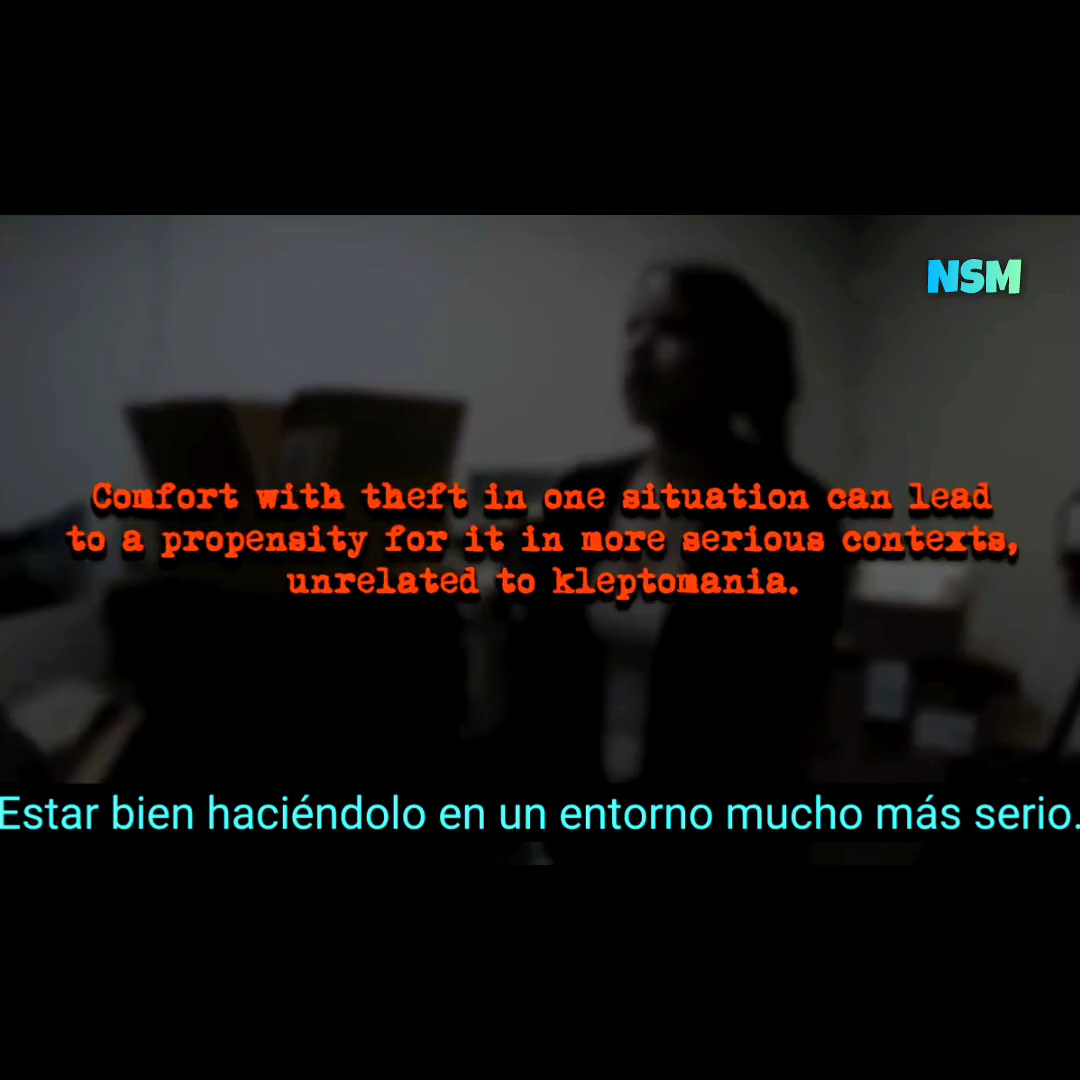 NSM
Comfort with theft in one situation can lead
to a propensity for it in more serious contexts,
unrelated to kleptomania.
Estar bien haciéndolo en un entorno mucho más serio.